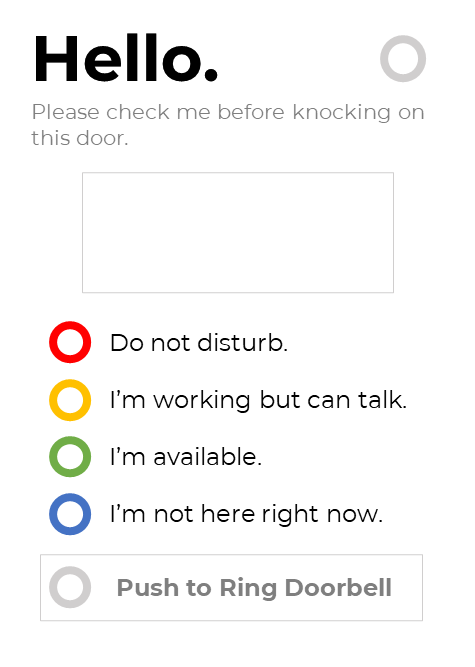 Hello.
Please check me before knocking on
this door.
Do not disturb.
I’m working but can talk.
I’m available.
I’m not here right now.
Push to Ring Doorbell